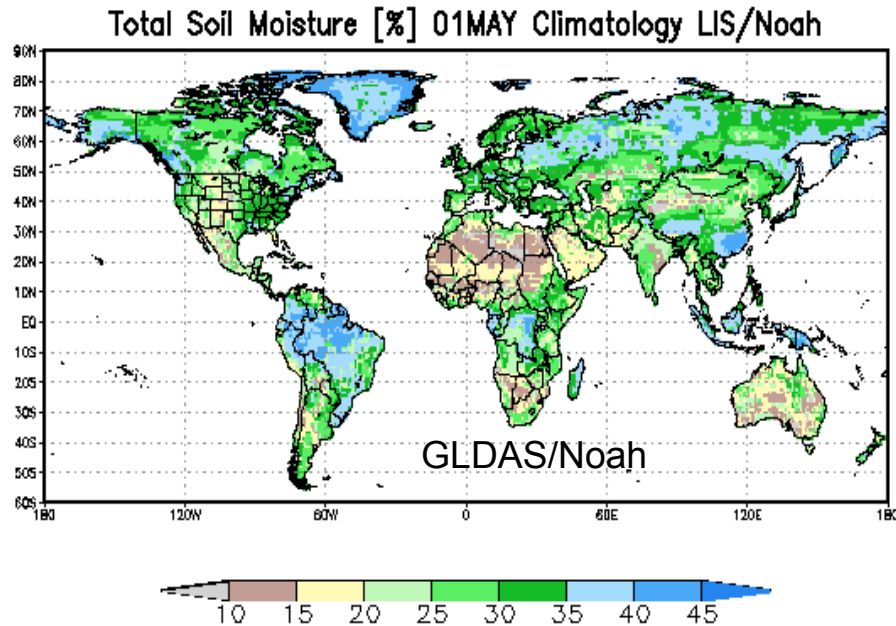 Total Soil Moisture [%] 01MAY Climatology LIS/Noah
90N
80N
70N
60N
50N
40N
30N
20N
10N
EQ
10S
20S
30S
40S
50S
60S
GLDAS/Noah
180 120W 60W 0 60E 120E 180
10 15 20 25 30 35 40 45